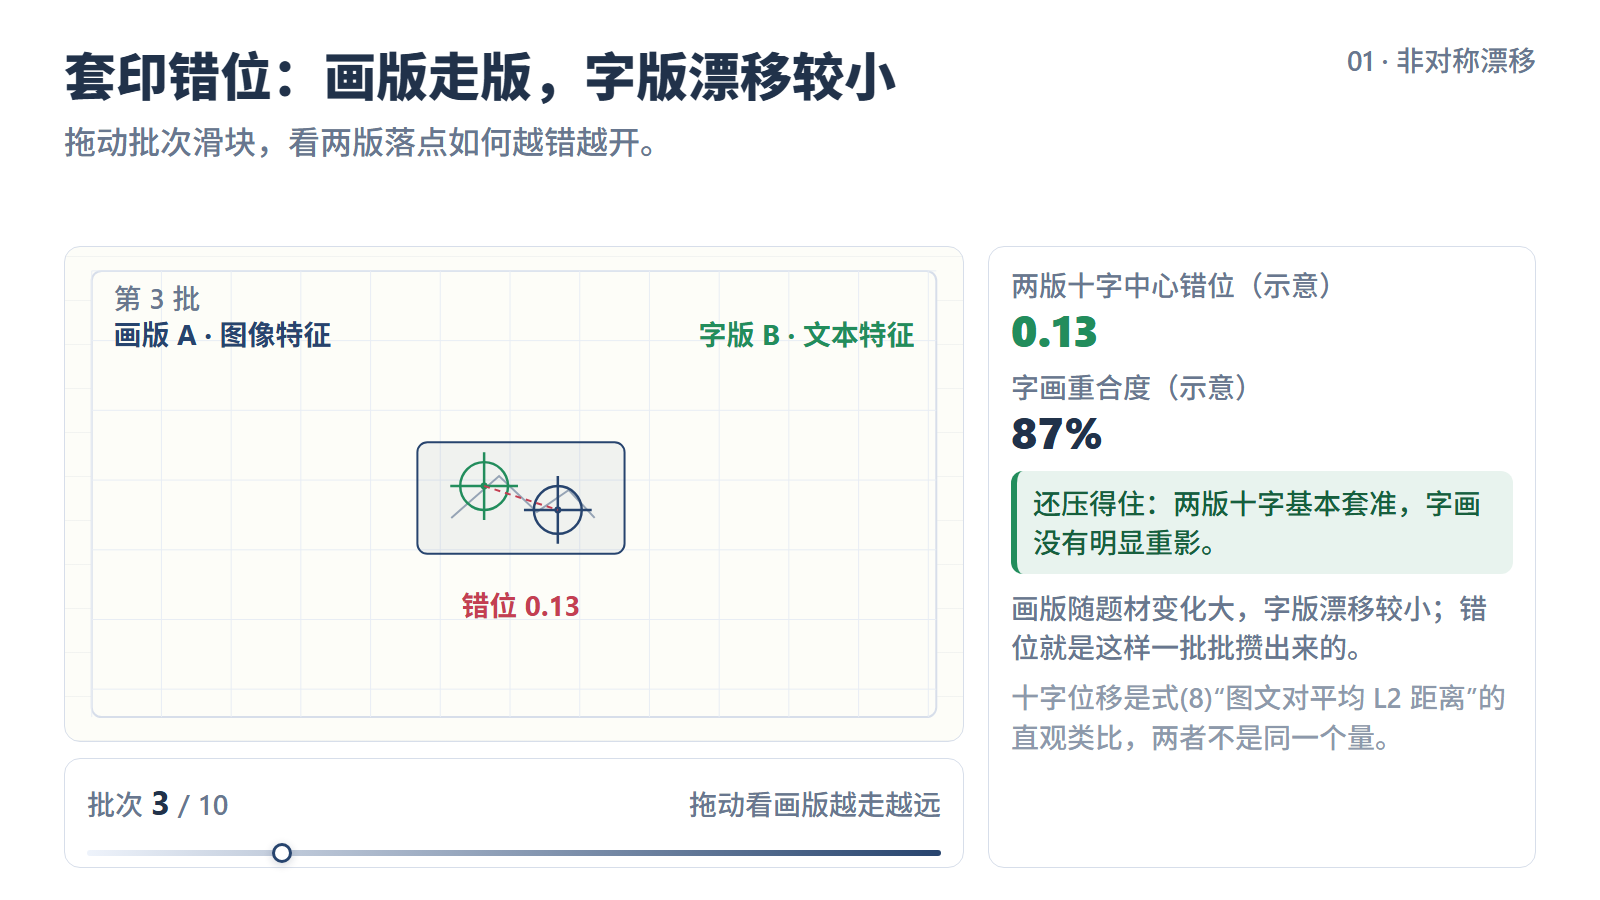 套印错位：画版走版，字版漂移较小
01 · 非对称漂移
拖动批次滑块，看两版落点如何越错越开。
第 3 批
画版 A · 图像特征
字版 B · 文本特征
错位 0.13
批次 3 / 10
拖动看画版越走越远
两版十字中心错位（示意）
0.13
字画重合度（示意）
87%
还压得住：两版十字基本套准，字画
没有明显重影。
画版随题材变化大，字版漂移较小；错
位就是这样一批批攒出来的。
十字位移是式(8)“图文对平均 L2 距离”的
直观类比，两者不是同一个量。